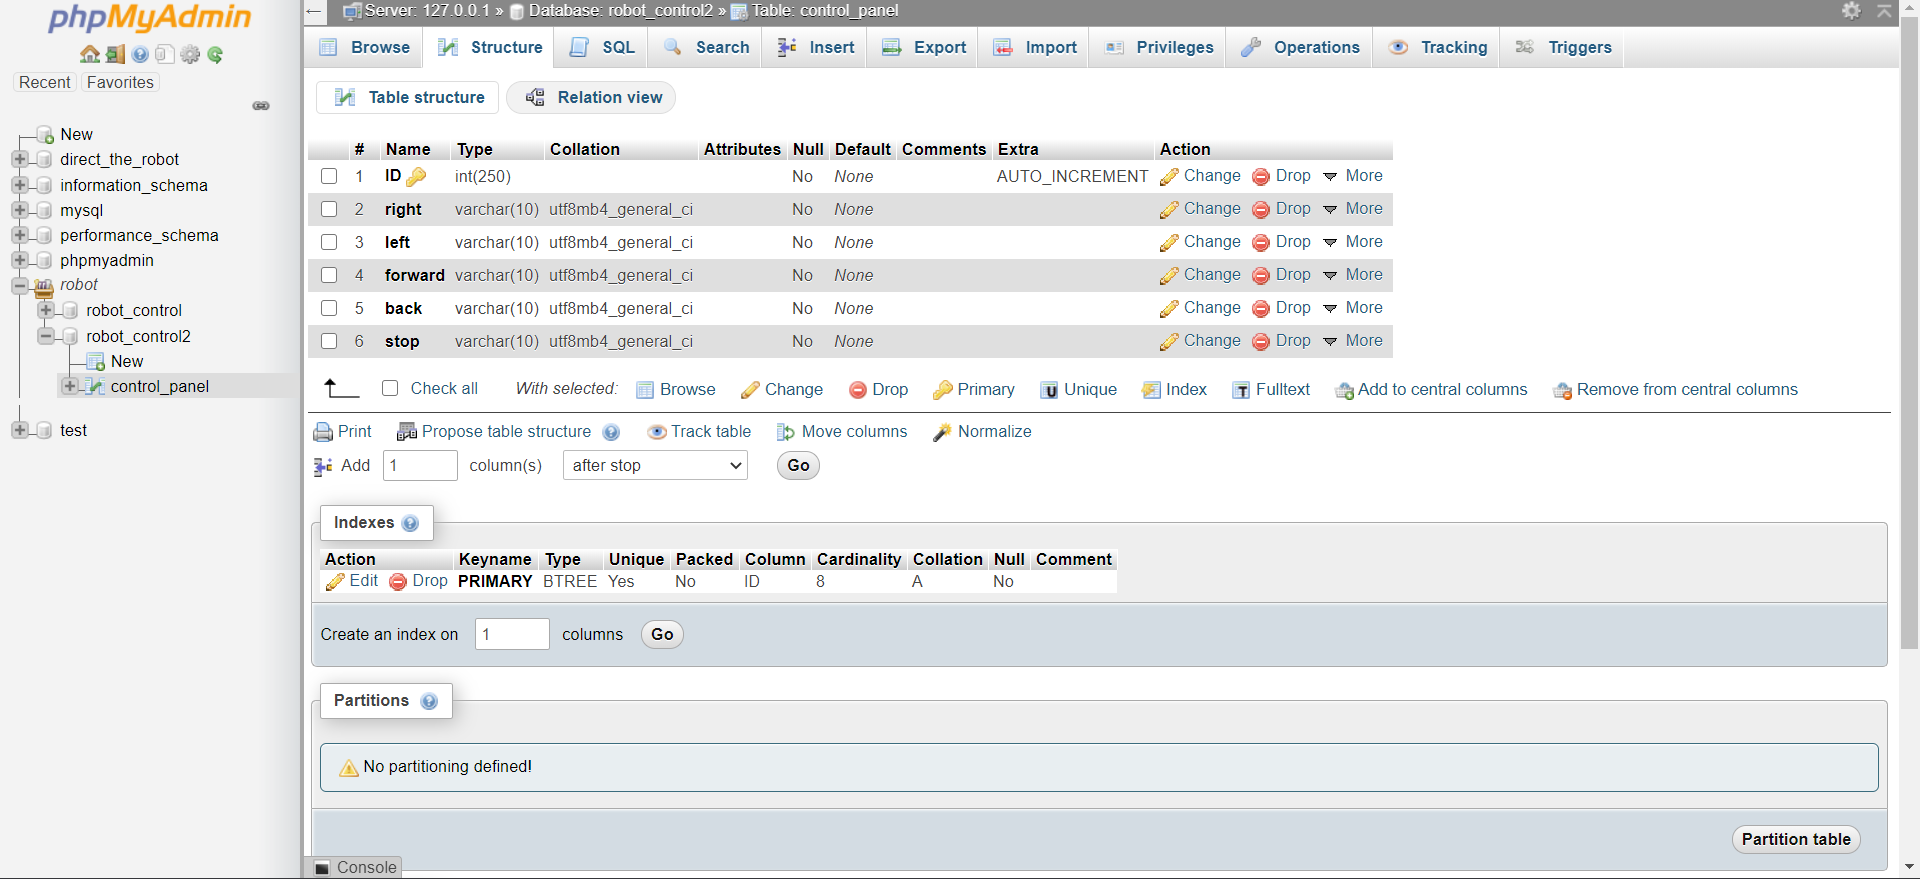 phpMyAdmin
Recent Favorites
New
direct_the_robot
information_schema
mysql
performance_schema
phpmyadmin
robot
robot_control
robot_control2
New
control_panel
test
Server: 127.0.0.1 » Database: robot_control2 » Table: control_panel
Browse Structure SQL Search Insert Export Import Privileges Operations Tracking Triggers
Table structure Relation view
# Name Type Collation Attributes Null Default Comments Extra Action
1 ID int(250) No None AUTO_INCREMENT Change Drop More
2 right varchar(10) utf8mb4_general_ci No None Change Drop More
3 left varchar(10) utf8mb4_general_ci No None Change Drop More
4 forward varchar(10) utf8mb4_general_ci No None Change Drop More
5 back varchar(10) utf8mb4_general_ci No None Change Drop More
6 stop varchar(10) utf8mb4_general_ci No None Change Drop More
Check all With selected: Browse Change Drop Primary Unique Index Fulltext Add to central columns Remove from central columns
Print Propose table structure Track table Move columns Normalize
Add 1 column(s) after stop Go
Indexes
Action Keyname Type Unique Packed Column Cardinality Collation Null Comment
Edit Drop PRIMARY BTREE Yes No ID 8 A No
Create an index on 1 columns Go
Partitions
No partitioning defined!
Partition table
Console